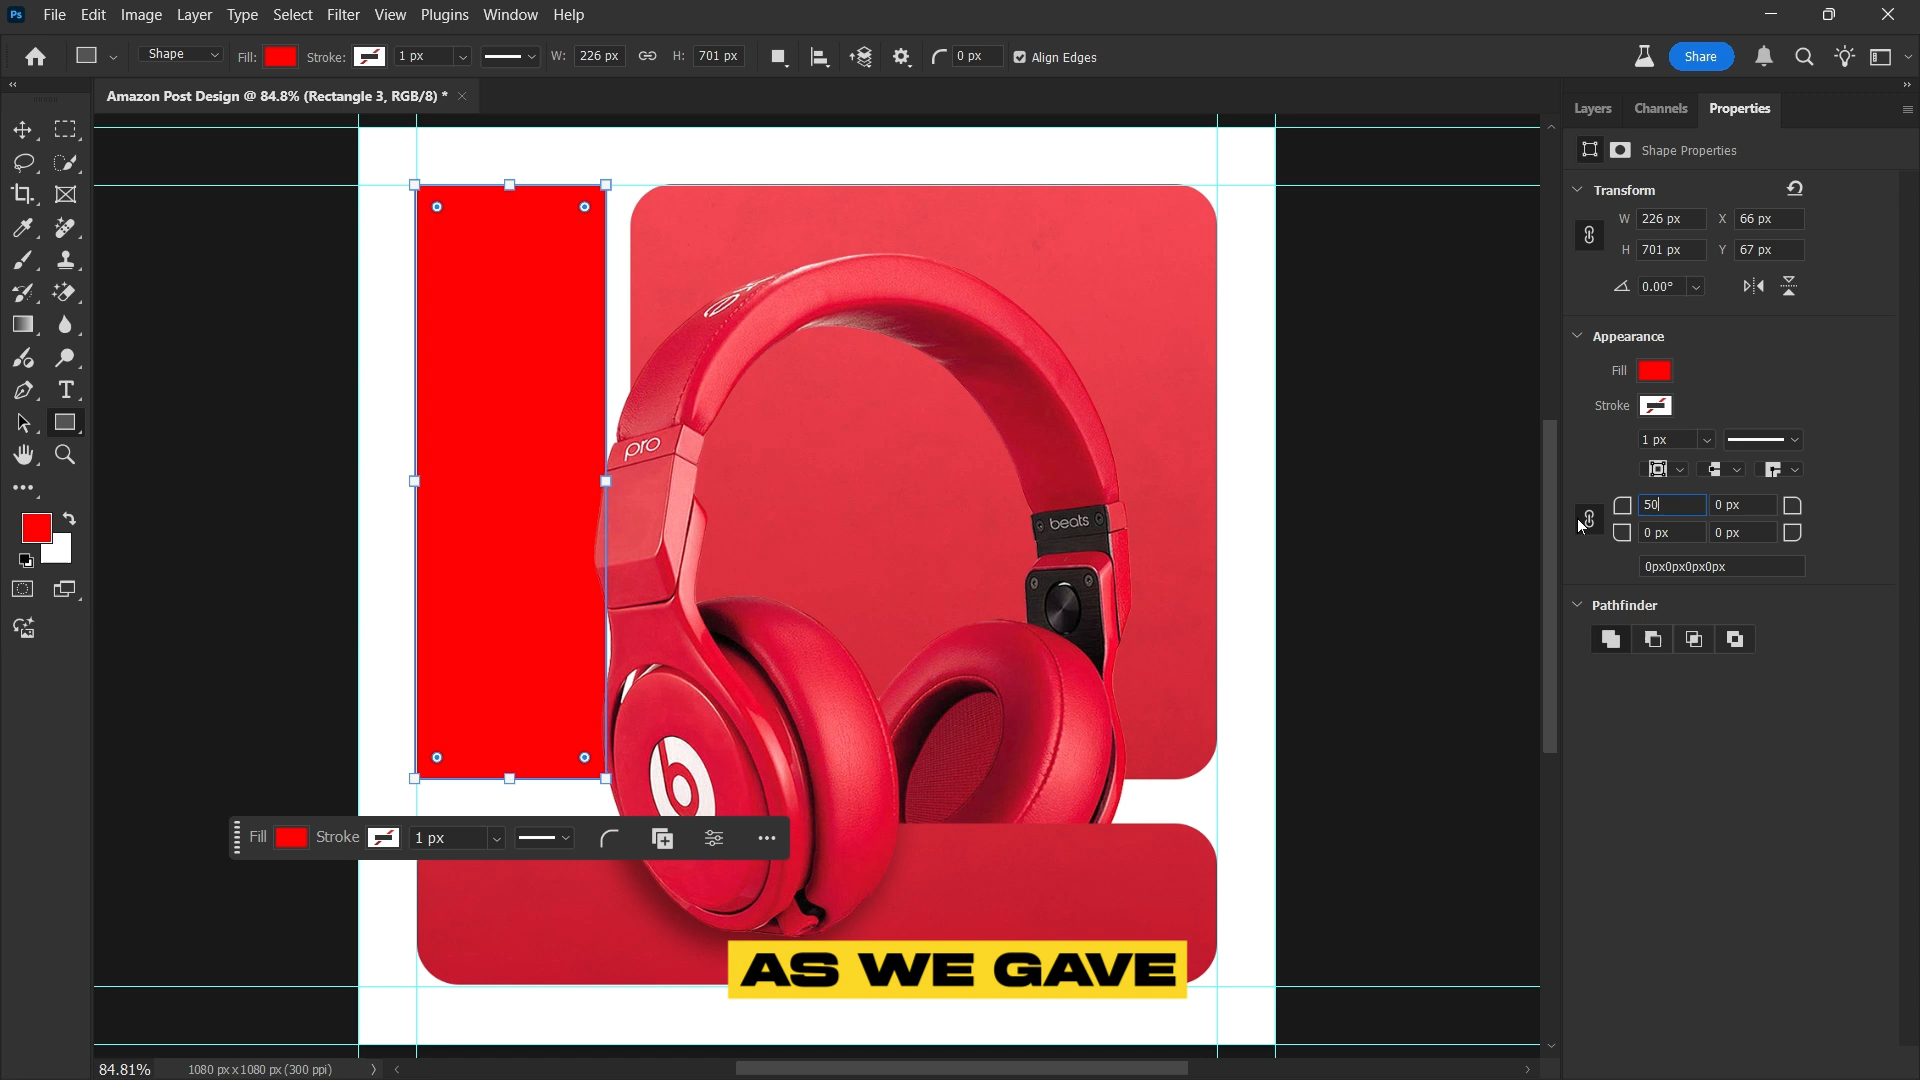 Ps File Edit Image Layer Type Select Filter View Plugins Window Help
Shape Fill: Stroke: 1 px W: 226 px H: 701 px 0 px Align Edges Share
Amazon Post Design @ 84.8% (Rectangle 3, RGB/8) *
Layers Channels Properties
Shape Properties
Transform
W 226 px X 66 px
H 701 px Y 67 px
0.00°
Appearance
Fill
Stroke
1 px
50 0 px
0 px 0 px
0px0px0px0px
Pathfinder
pro
beats
b
Fill Stroke 1 px
AS WE GAVE
84.81% 1080 px x 1080 px (300 ppi)